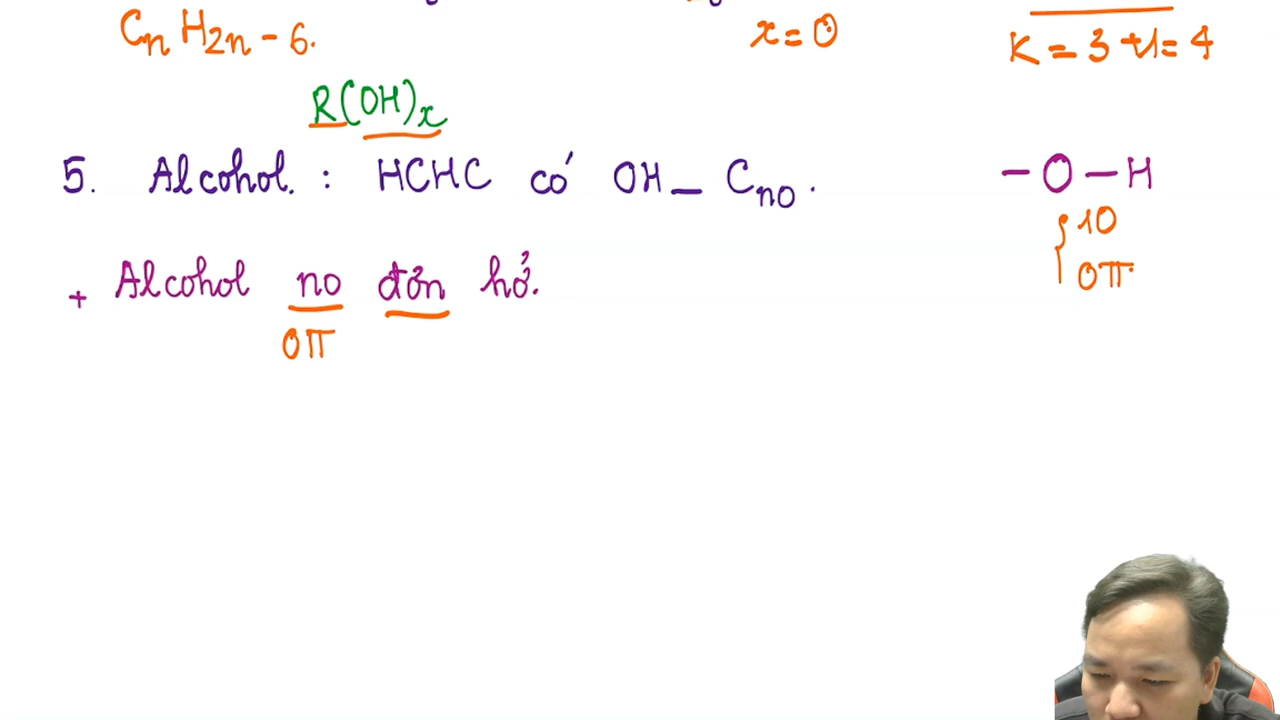 CnH2n - 6. x = 0 K = 3 + 1 = 4
R(OH)x
5. Alcohol. : HCHC có OH - Cno. - O - H
{ 1O
0π
+ Alcohol no đơn hở.
0π